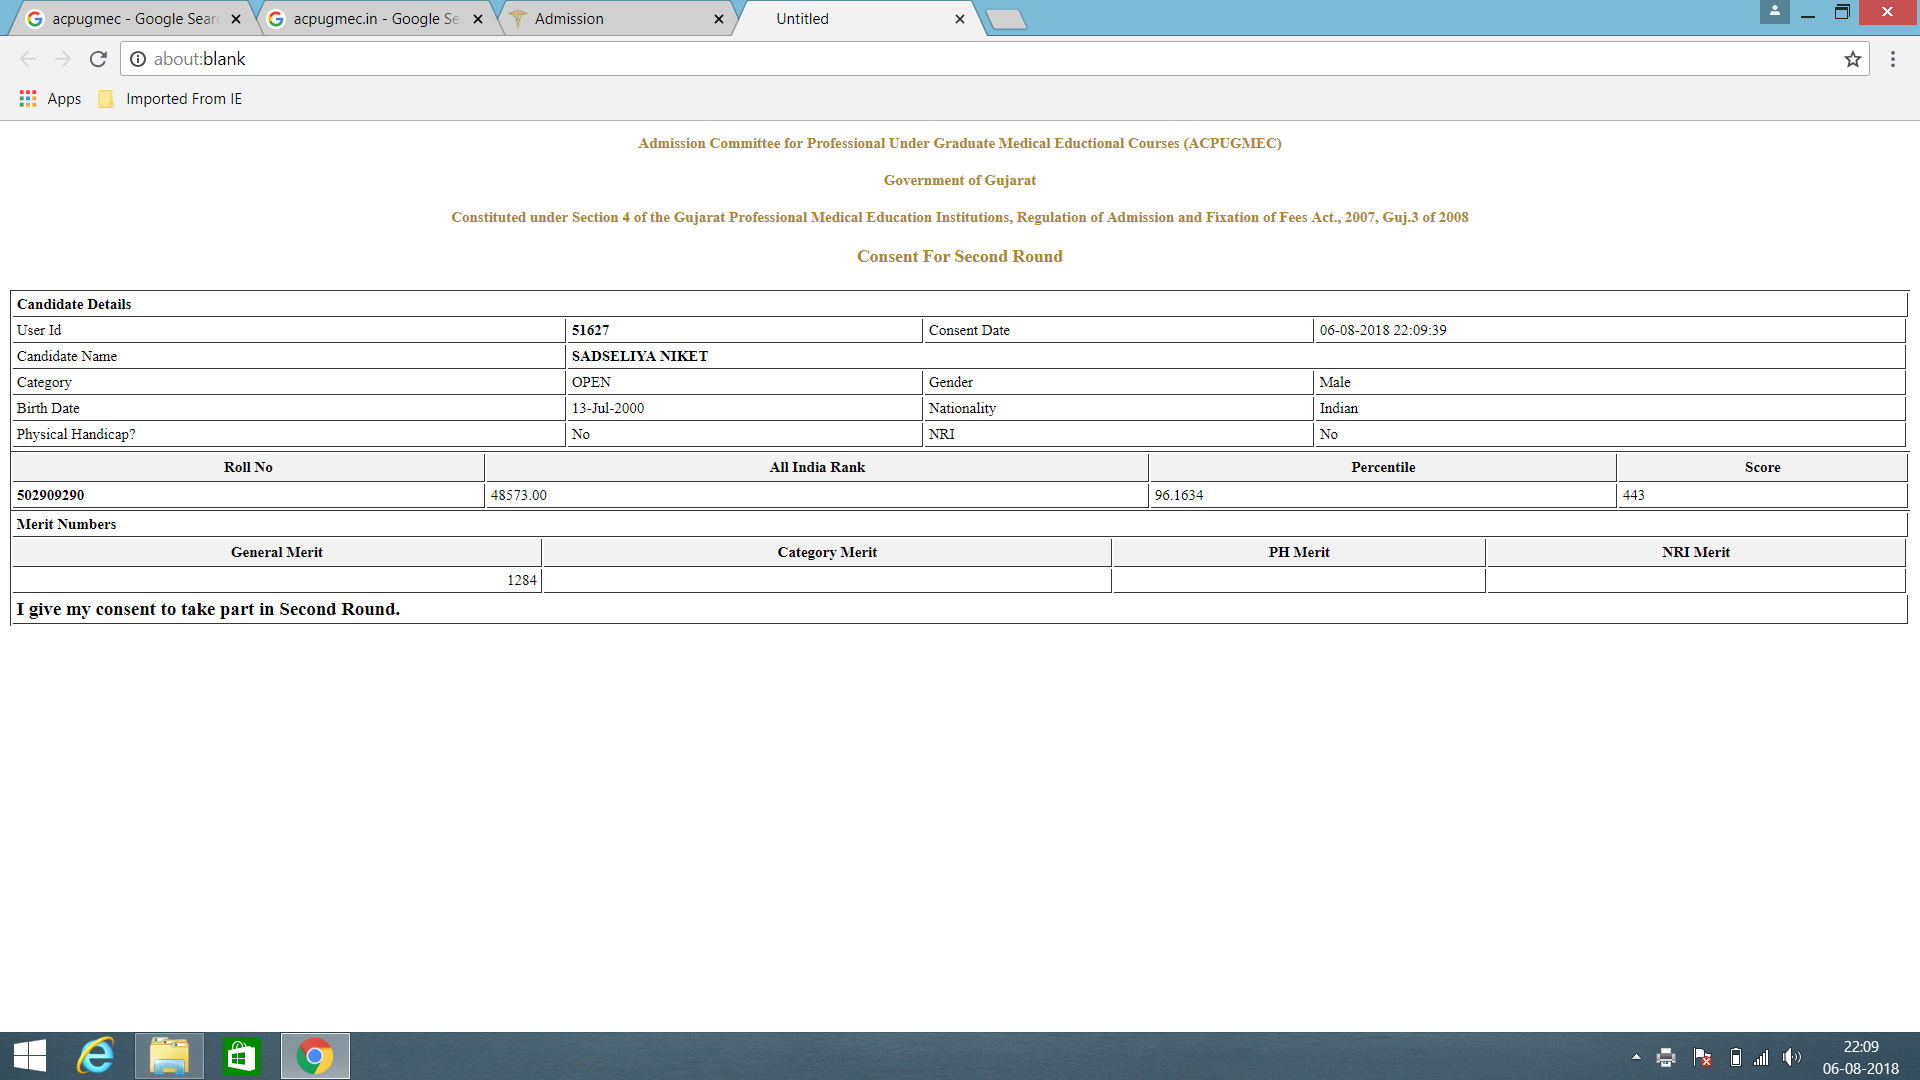 acpugmec - Google Sear
acpugmec.in - Google Se
Admission
Untitled
about:blank
Apps
Imported From IE
Admission Committee for Professional Under Graduate Medical Eductional Courses (ACPUGMEC)
Government of Gujarat
Constituted under Section 4 of the Gujarat Professional Medical Education Institutions, Regulation of Admission and Fixation of Fees Act., 2007, Guj.3 of 2008
Consent For Second Round
Candidate Details
User Id 51627 Consent Date 06-08-2018 22:09:39
Candidate Name SADSELIYA NIKET
Category OPEN Gender Male
Birth Date 13-Jul-2000 Nationality Indian
Physical Handicap? No NRI No
Roll No All India Rank Percentile Score
502909290 48573.00 96.1634 443
Merit Numbers
General Merit Category Merit PH Merit NRI Merit
1284
I give my consent to take part in Second Round.
22:09
06-08-2018